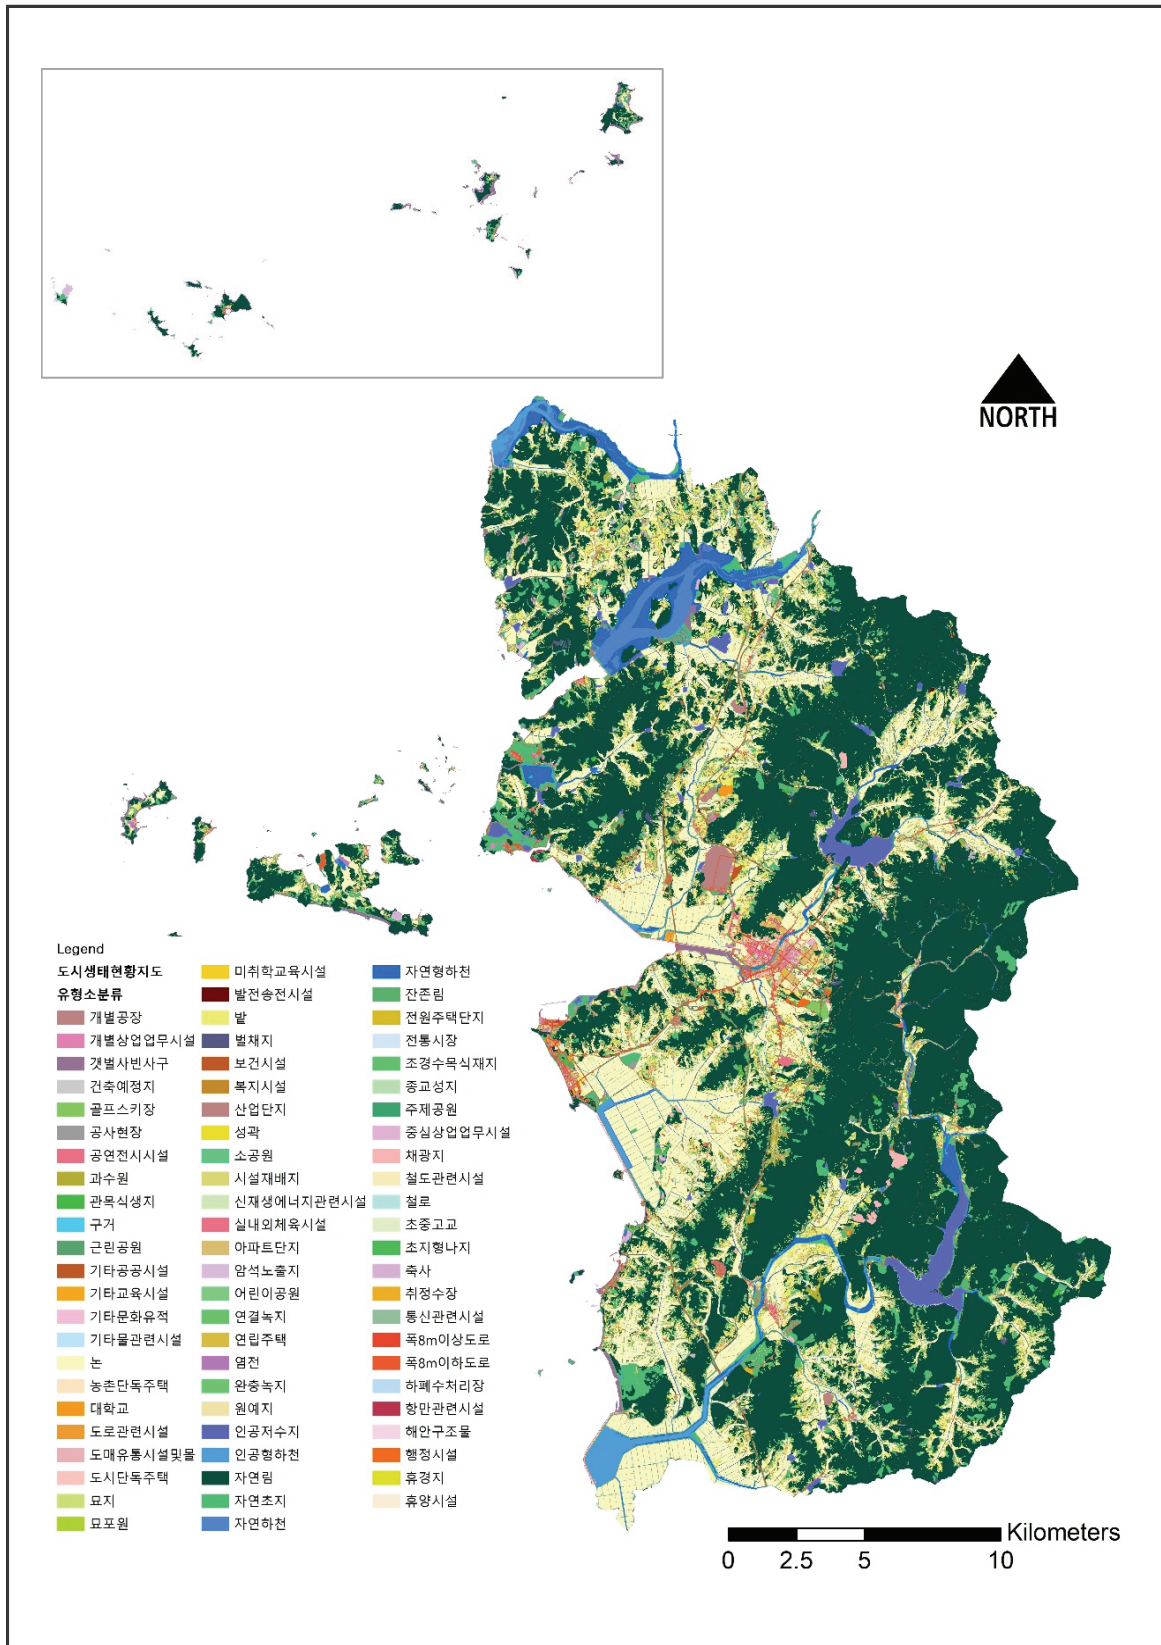 NORTH
Legend
도시생태현황지도
유형소분류
개별공장
개별상업업무시설
갯벌사빈사구
건축예정지
골프스키장
공사현장
공연전시시설
과수원
관목식생지
구거
근린공원
기타공공시설
기타교육시설
기타문화유적
기타물관련시설
논
농촌단독주택
대학교
도로관련시설
도매유통시설및몰
도시단독주택
묘지
묘포원
미취학교육시설
발전송전시설
밭
벌채지
보건시설
복지시설
산업단지
성곽
소공원
시설재배지
신재생에너지관련시설
실내외체육시설
아파트단지
암석노출지
어린이공원
연결녹지
연립주택
염전
완충녹지
원예지
인공저수지
인공형하천
자연림
자연초지
자연하천
자연형하천
잔존림
전원주택단지
전통시장
조경수목식재지
종교성지
주제공원
중심상업업무시설
채광지
철도관련시설
철로
초중고교
초지형나지
축사
취정수장
통신관련시설
폭8m이상도로
폭8m이하도로
하폐수처리장
항만관련시설
해안구조물
행정시설
휴경지
휴양시설
Kilometers
0 2.5 5 10